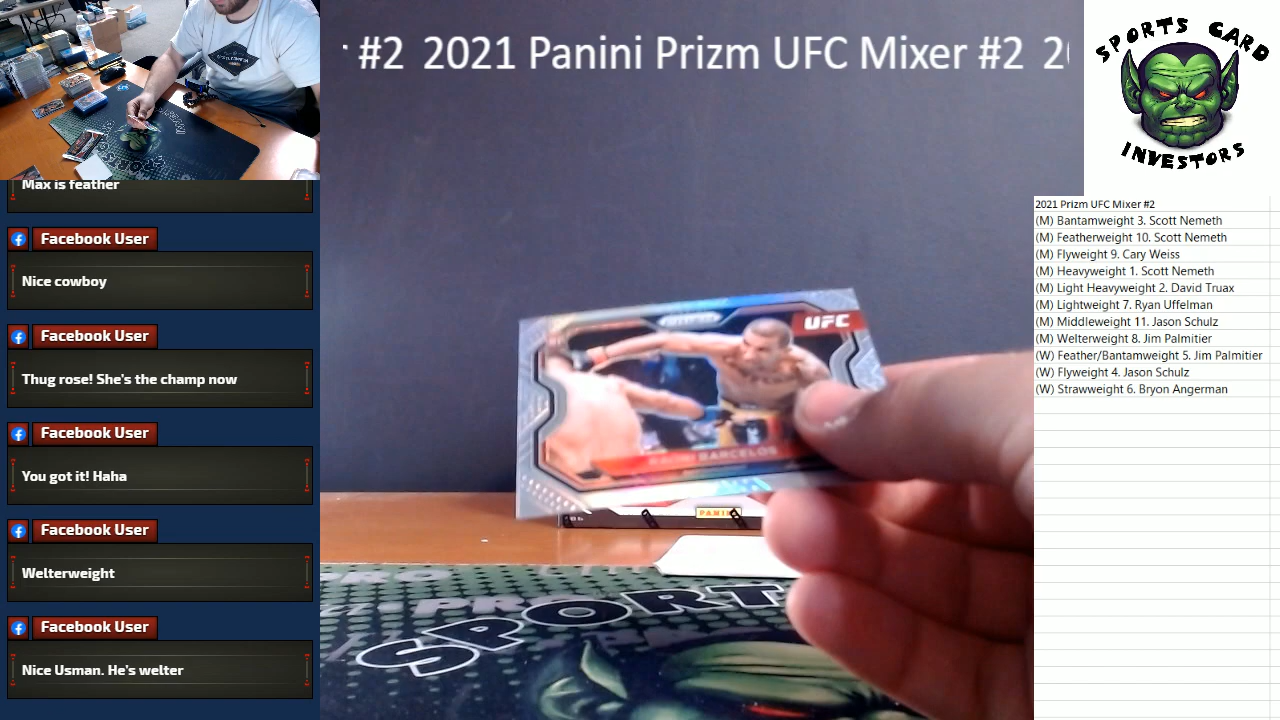 #2 2021 Panini Prizm UFC Mixer #2
SPORTS CARD
INVESTORS
Max is feather
Facebook User
Nice cowboy
Facebook User
Thug rose! She's the champ now
Facebook User
You got it! Haha
Facebook User
Welterweight
Facebook User
Nice Usman. He's welter
2021 Prizm UFC Mixer #2
(M) Bantamweight 3. Scott Nemeth
(M) Featherweight 10. Scott Nemeth
(M) Flyweight 9. Cary Weiss
(M) Heavyweight 1. Scott Nemeth
(M) Light Heavyweight 2. David Truax
(M) Lightweight 7. Ryan Uffelman
(M) Middleweight 11. Jason Schulz
(M) Welterweight 8. Jim Palmitier
(W) Feather/Bantamweight 5. Jim Palmitier
(W) Flyweight 4. Jason Schulz
(W) Strawweight 6. Bryon Angerman
UFC
BARCELOS
PANINI
SPORT